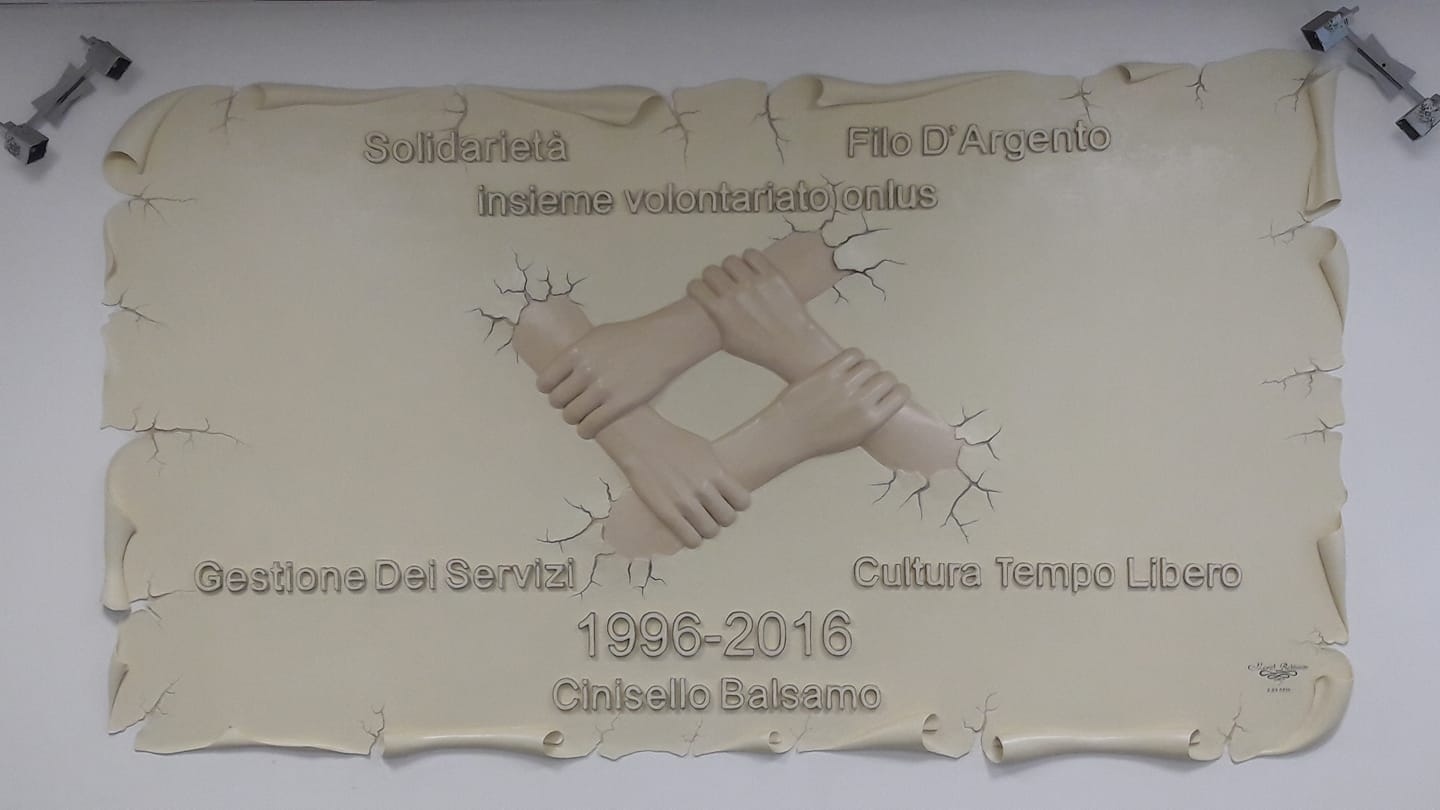 Solidarietà
Filo D'Argento
insieme volontariato onlus
Gestione Dei Servizi
Cultura Tempo Libero
1996-2016
Cinisello Balsamo